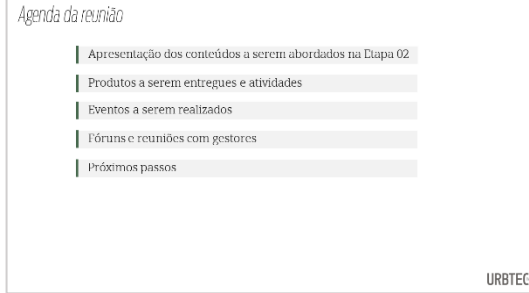 Agenda da reunião
Apresentação dos conteúdos a serem abordados na Etapa 02
Produtos a serem entregues e atividades
Eventos a serem realizados
Fóruns e reuniões com gestores
Próximos passos
URBTEC